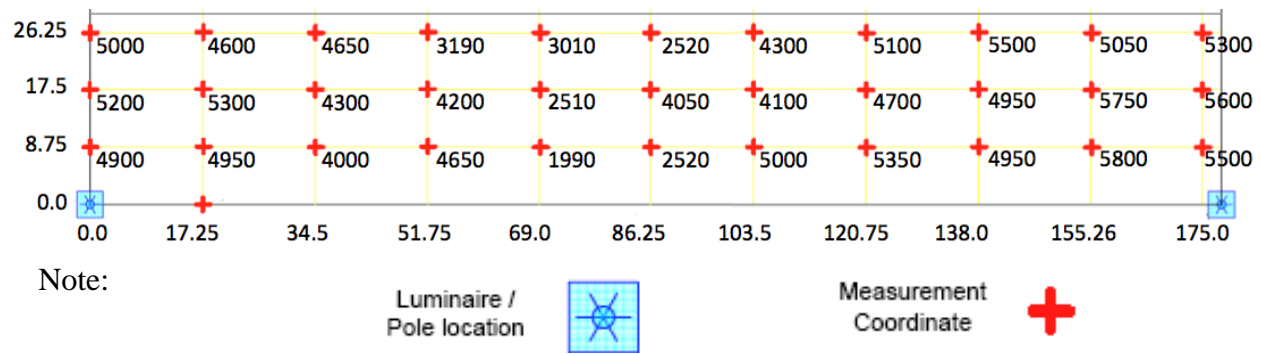 26.25 5000 4600 4650 3190 3010 2520 4300 5100 5500 5050 5300
17.5 5200 5300 4300 4200 2510 4050 4100 4700 4950 5750 5600
8.75 4900 4950 4000 4650 1990 2520 5000 5350 4950 5800 5500
0.0
0.0 17.25 34.5 51.75 69.0 86.25 103.5 120.75 138.0 155.26 175.0
Note:
Luminaire /
Pole location
Measurement
Coordinate